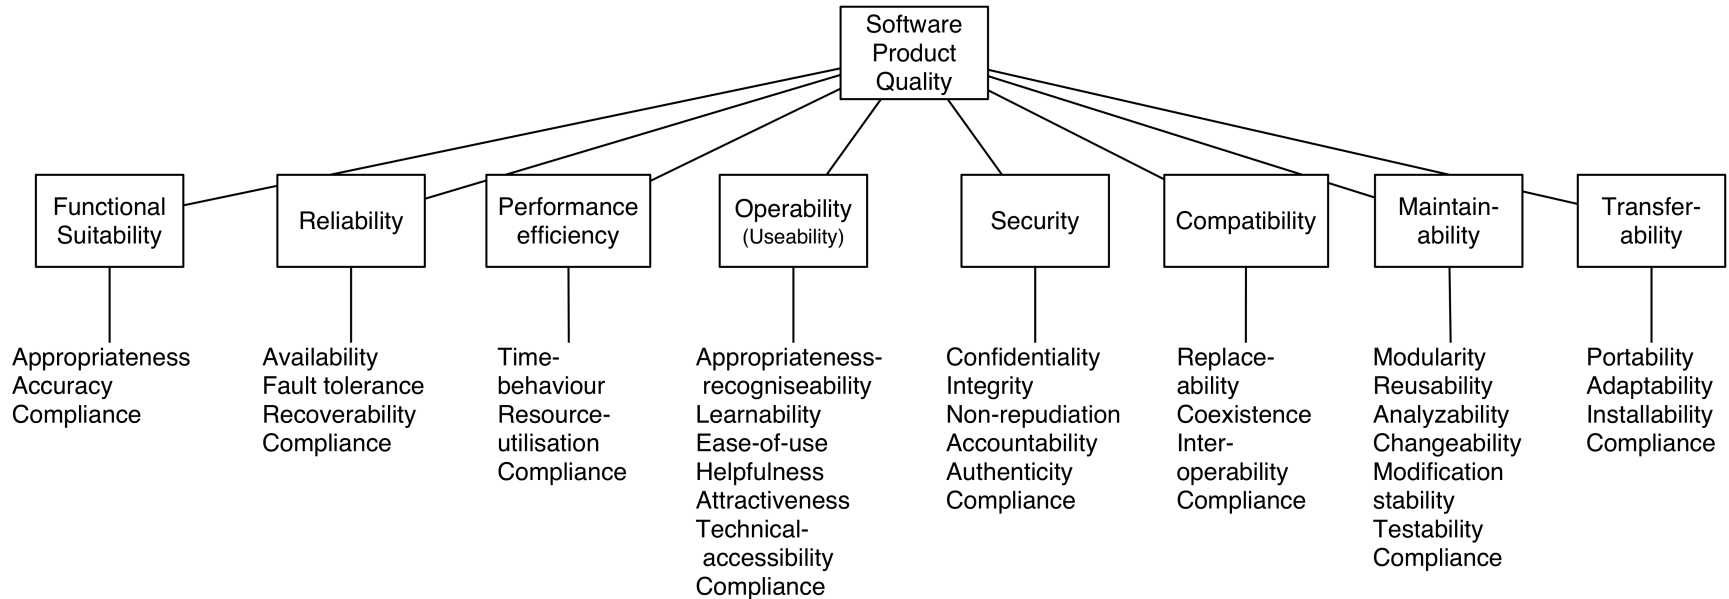 Software
Product
Quality
Functional
Suitability
Reliability
Performance
efficiency
Operability
(Useability)
Security
Compatibility
Maintain-
ability
Transfer-
ability
Appropriateness
Accuracy
Compliance
Availability
Fault tolerance
Recoverability
Compliance
Time-
behaviour
Resource-
utilisation
Compliance
Appropriateness-
recogniseability
Learnability
Ease-of-use
Helpfulness
Attractiveness
Technical-
accessibility
Compliance
Confidentiality
Integrity
Non-repudiation
Accountability
Authenticity
Compliance
Replace-
ability
Coexistence
Inter-
operability
Compliance
Modularity
Reusability
Analyzability
Changeability
Modification
stability
Testability
Compliance
Portability
Adaptability
Installability
Compliance